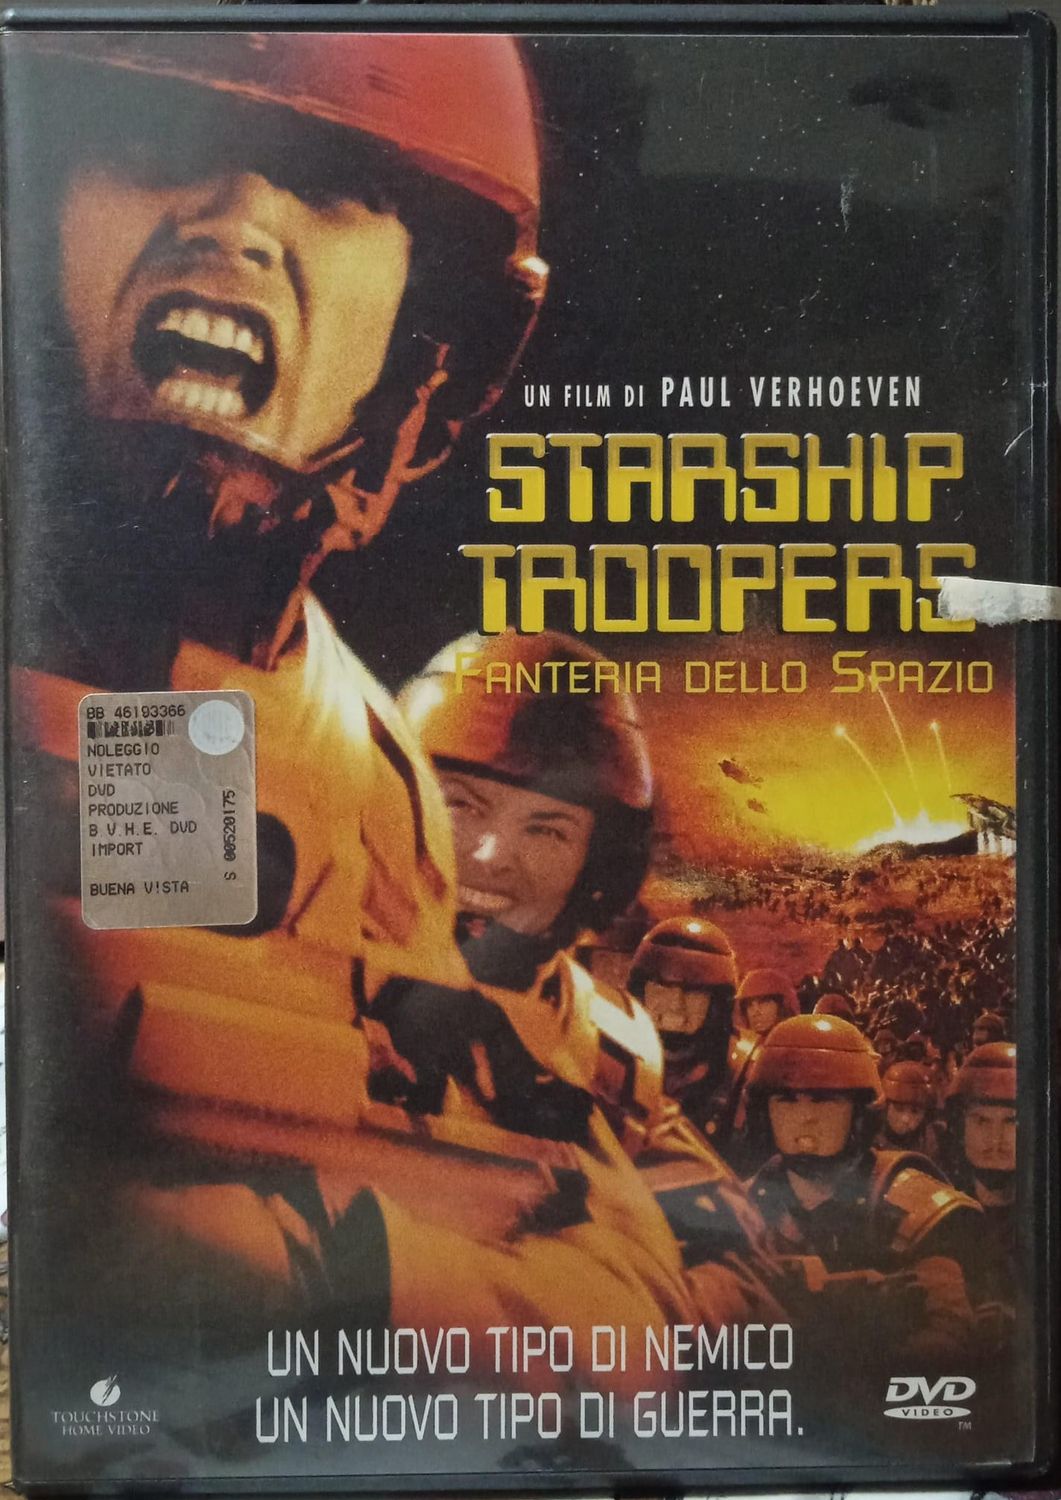 UN FILM DI PAUL VERHOEVEN
STARSHIP
TROOPERS
FANTERIA DELLO SPAZIO
BB 46193366
NOLEGGIO
VIETATO
DVD
PRODUZIONE
B.V.H.E. DVD
IMPORT
BUENA VISTA
S 00520175
UN NUOVO TIPO DI NEMICO
UN NUOVO TIPO DI GUERRA.
TOUCHSTONE
HOME VIDEO
DVD
VIDEO
TM